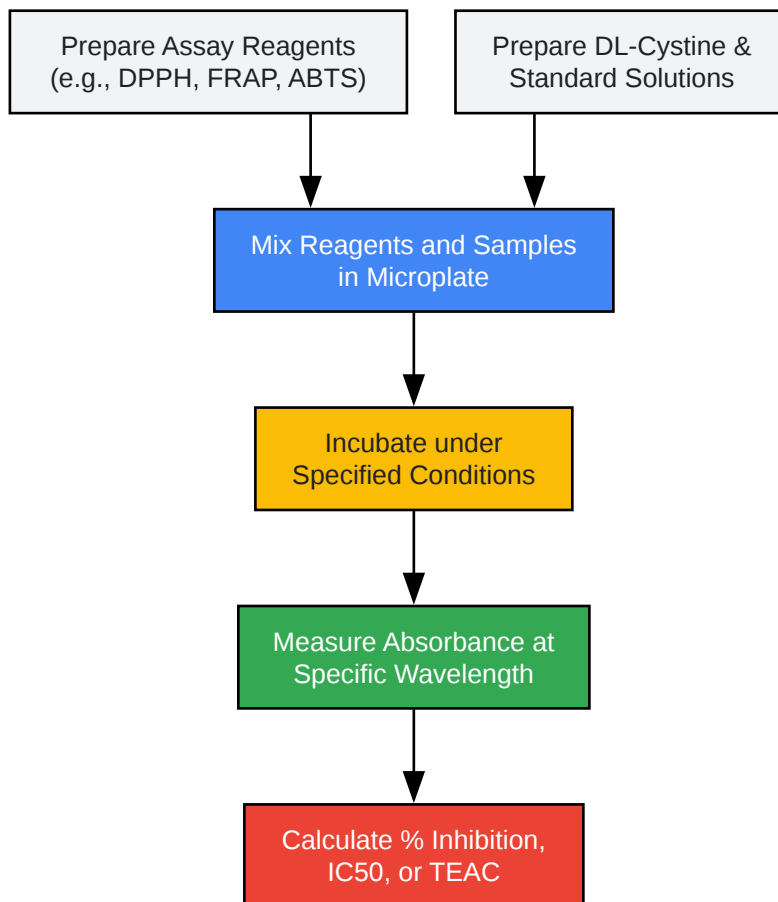 Prepare Assay Reagents
(e.g., DPPH, FRAP, ABTS)
Prepare DL-Cystine &
Standard Solutions
Mix Reagents and Samples
in Microplate
Incubate under
Specified Conditions
Measure Absorbance at
Specific Wavelength
Calculate % Inhibition,
IC50, or TEAC